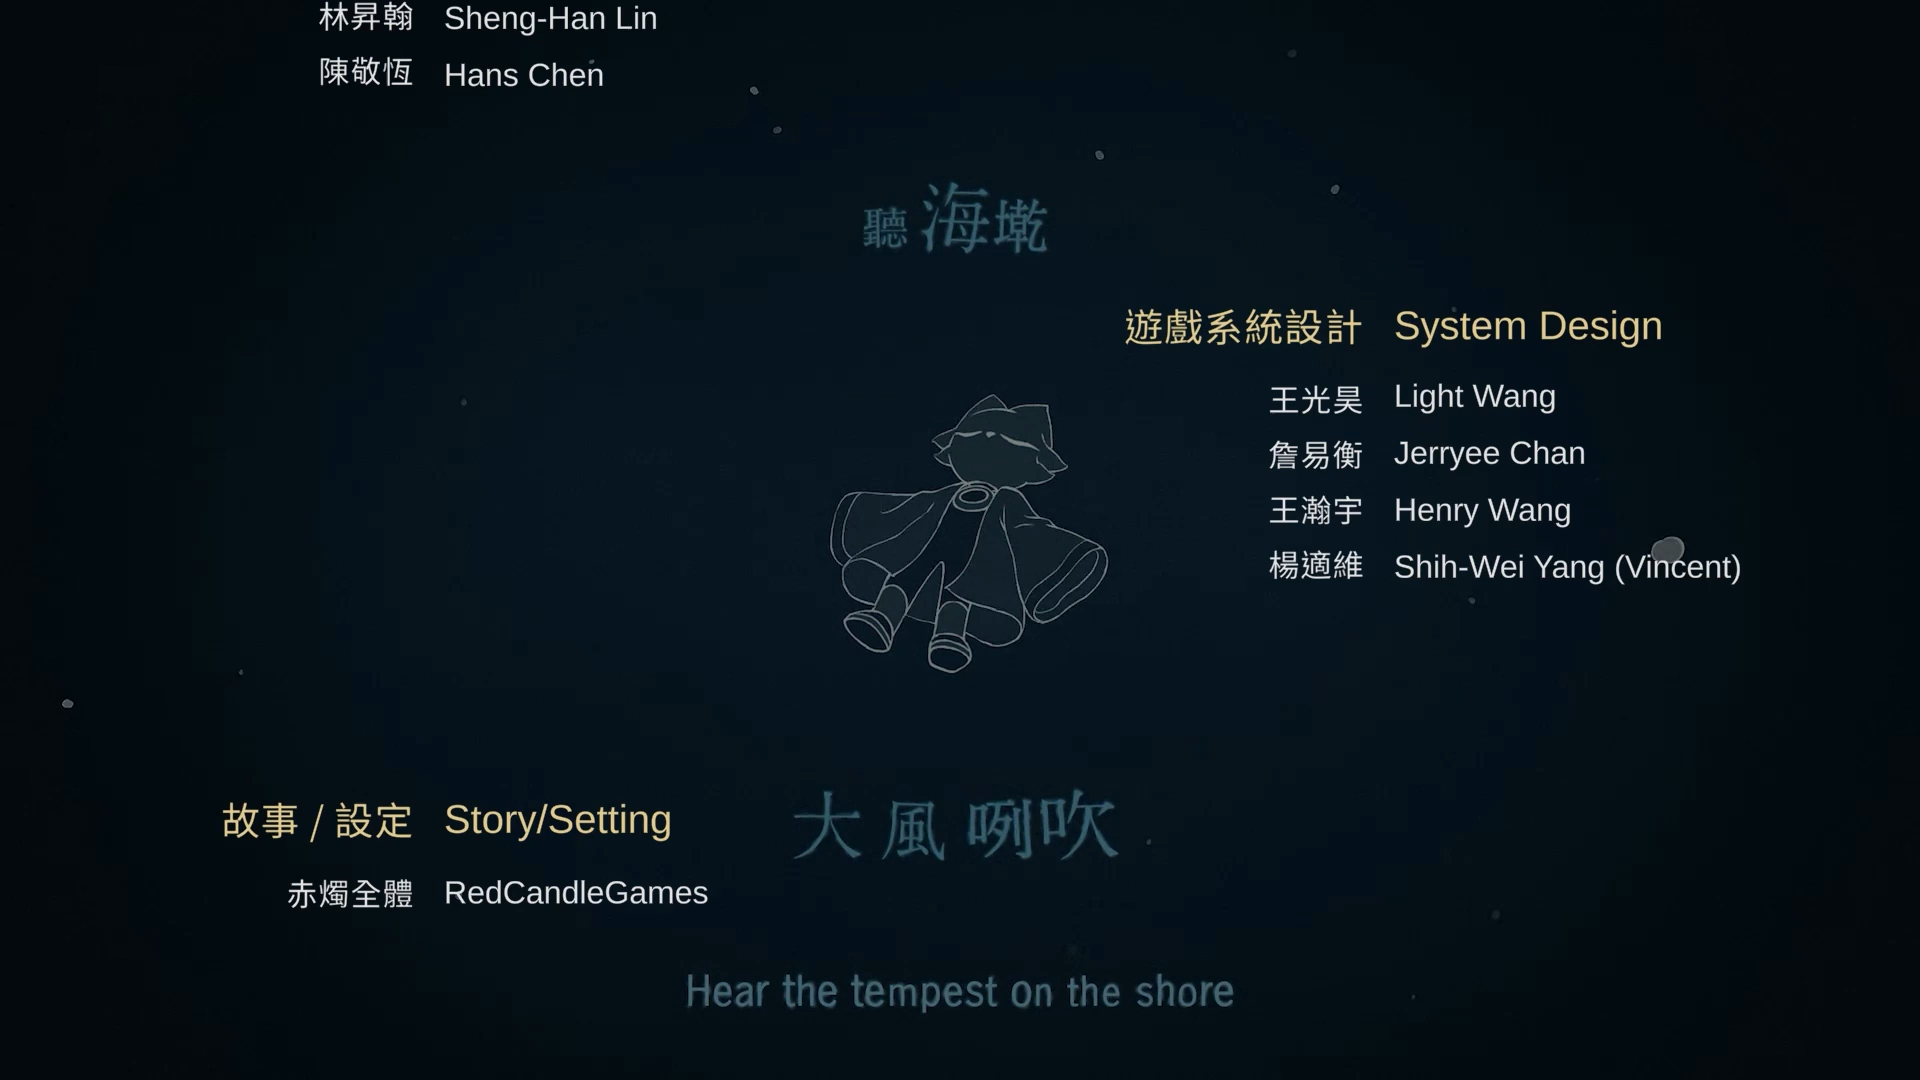 林昇翰 Sheng-Han Lin
陳敬恆 Hans Chen
聽海墘
遊戲系統設計 System Design
王光昊 Light Wang
詹易衡 Jerryee Chan
王瀚宇 Henry Wang
楊適維 Shih-Wei Yang (Vincent)
故事 / 設定 Story/Setting
赤燭全體 RedCandleGames
大風咧吹
Hear the tempest on the shore